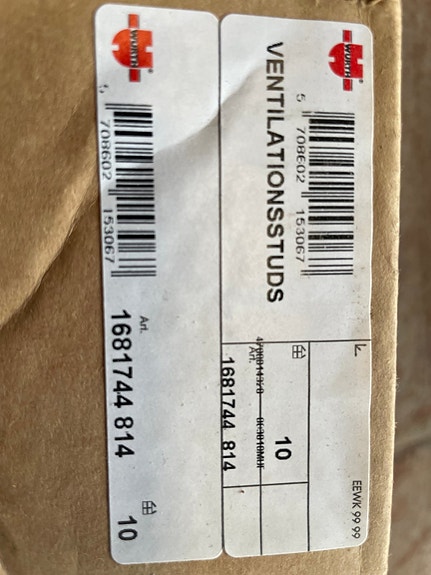 WÜRTH
VENTILATIONSSTUDS
5 708602 153067
10
Art.
1681744 814
EEWK 99 99
WÜRTH
5 708602 153067
Art.
1681744 814
10